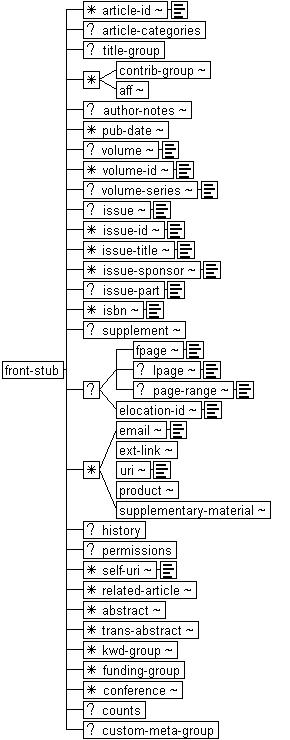 * article-id ~
? article-categories
? title-group
*
contrib-group ~
aff ~
? author-notes ~
* pub-date ~
? volume ~
* volume-id ~
? volume-series ~
? issue ~
* issue-id ~
* issue-title ~
* issue-sponsor ~
? issue-part
* isbn ~
? supplement ~
fpage ~
front-stub
? lpage ~
?
? page-range ~
elocation-id ~
email ~
ext-link ~
*
uri ~
product ~
supplementary-material ~
? history
? permissions
* self-uri ~
* related-article ~
* abstract ~
* trans-abstract ~
* kwd-group ~
* funding-group
* conference ~
? counts
? custom-meta-group